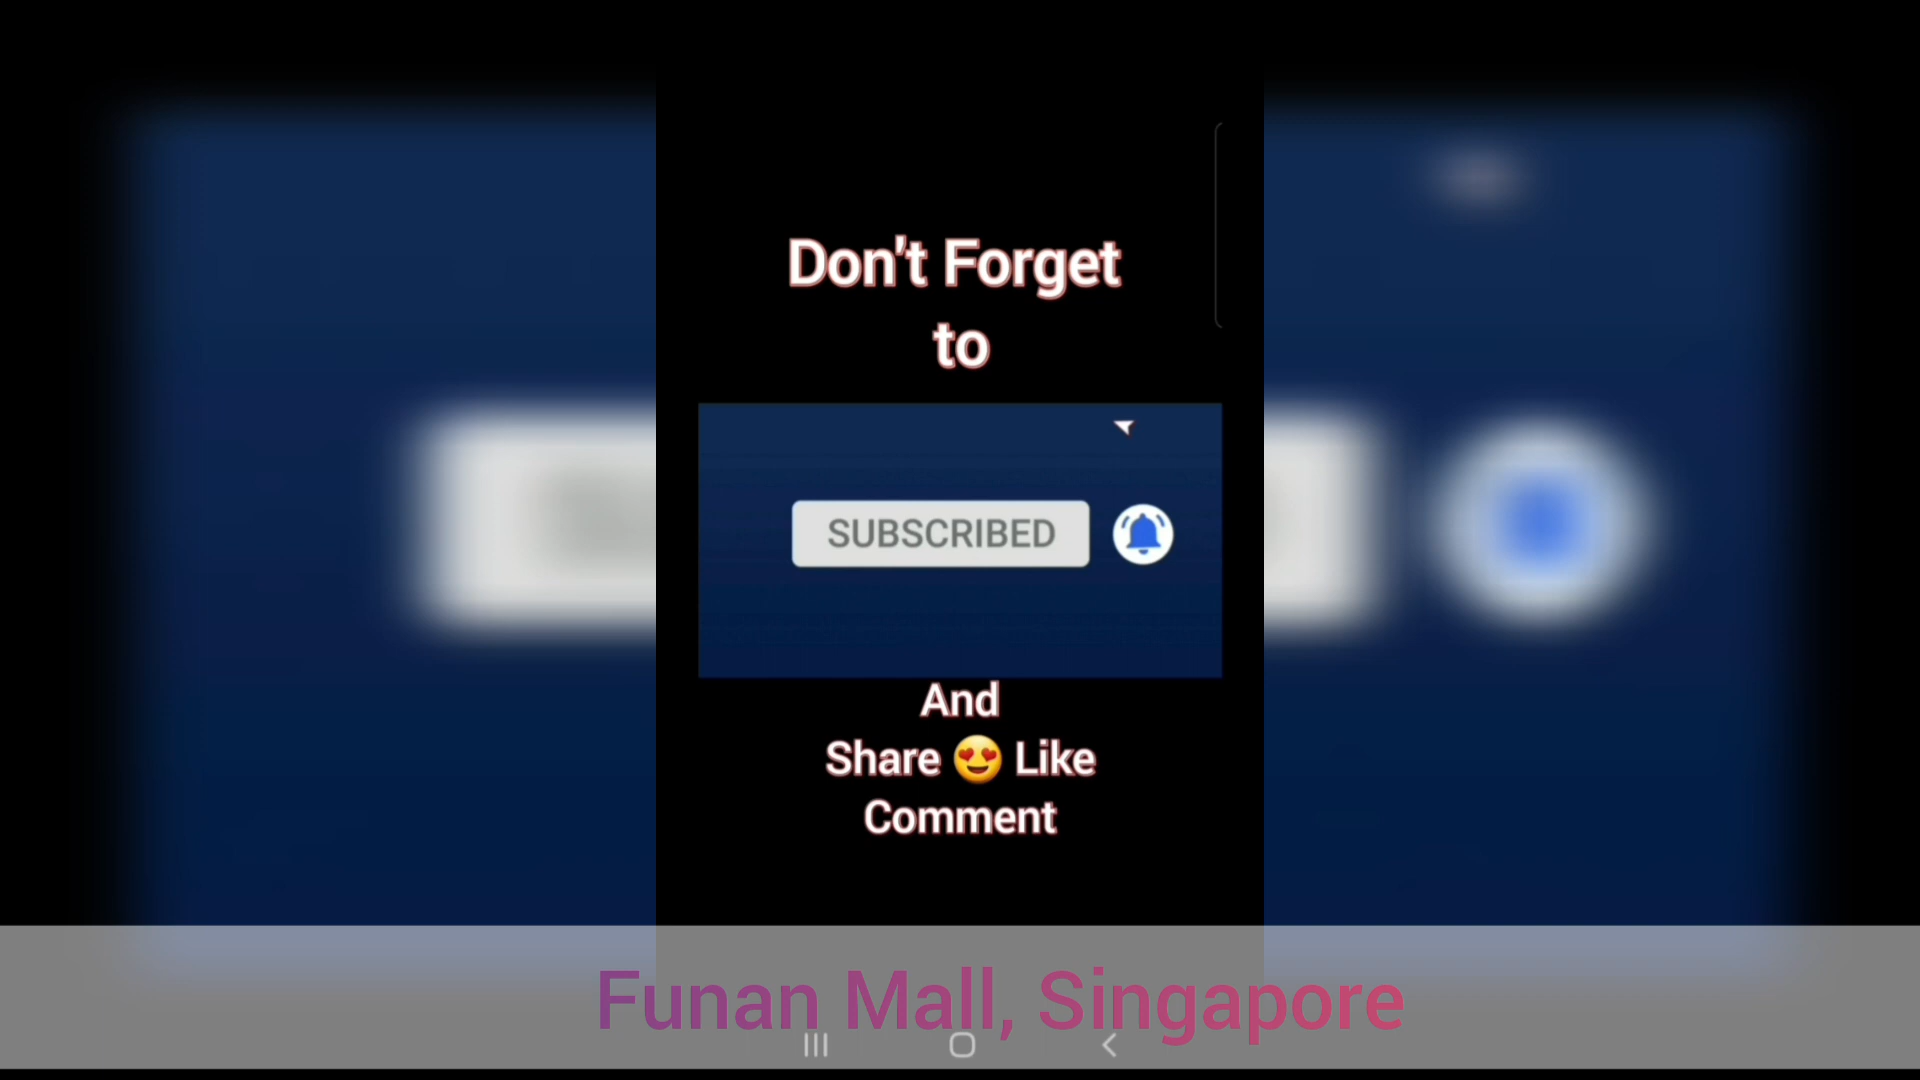 Don't Forget
to
SUBSCRIBED
And
Share 😍 Like
Comment
Funan Mall, Singapore